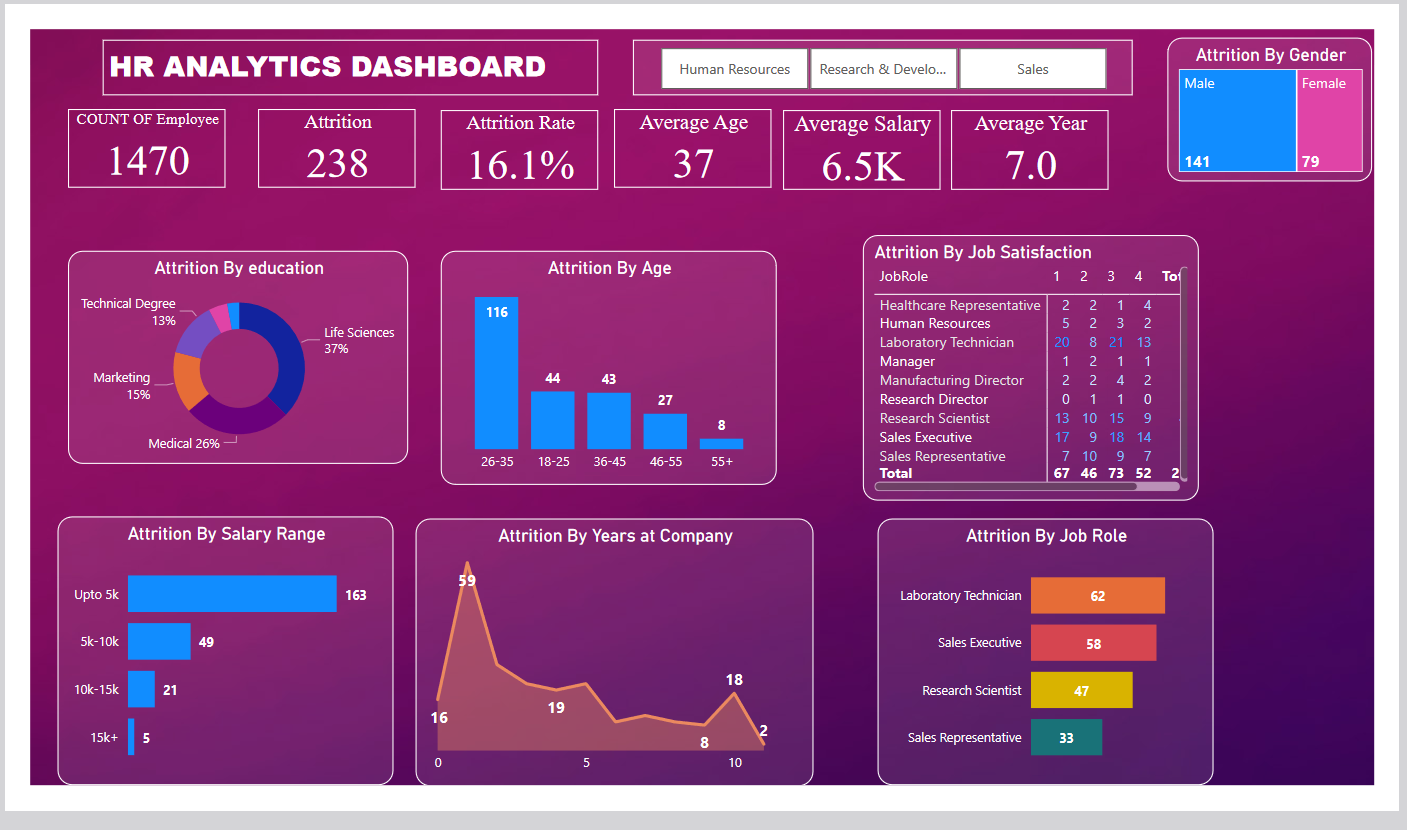 HR ANALYTICS DASHBOARD
Human Resources
Research & Develo...
Sales
Attrition By Gender
Male
Female
141
79
COUNT OF Employee
1470
Attrition
238
Attrition Rate
16.1%
Average Age
37
Average Salary
6.5K
Average Year
7.0
Attrition By education
Technical Degree
13%
Life Sciences
37%
Marketing
15%
Medical 26%
Attrition By Age
116
44
43
27
8
26-35 18-25 36-45 46-55 55+
Attrition By Job Satisfaction
JobRole 1 2 3 4 Tot
Healthcare Representative 2 2 1 4
Human Resources 5 2 3 2
Laboratory Technician 20 8 21 13
Manager 1 2 1 1
Manufacturing Director 2 2 4 2
Research Director 0 1 1 0
Research Scientist 13 10 15 9
Sales Executive 17 9 18 14
Sales Representative 7 10 9 7
Total 67 46 73 52 2
Attrition By Salary Range
Upto 5k 163
5k-10k 49
10k-15k 21
15k+ 5
Attrition By Years at Company
59
16
19
18
8
2
0 5 10
Attrition By Job Role
Laboratory Technician 62
Sales Executive 58
Research Scientist 47
Sales Representative 33